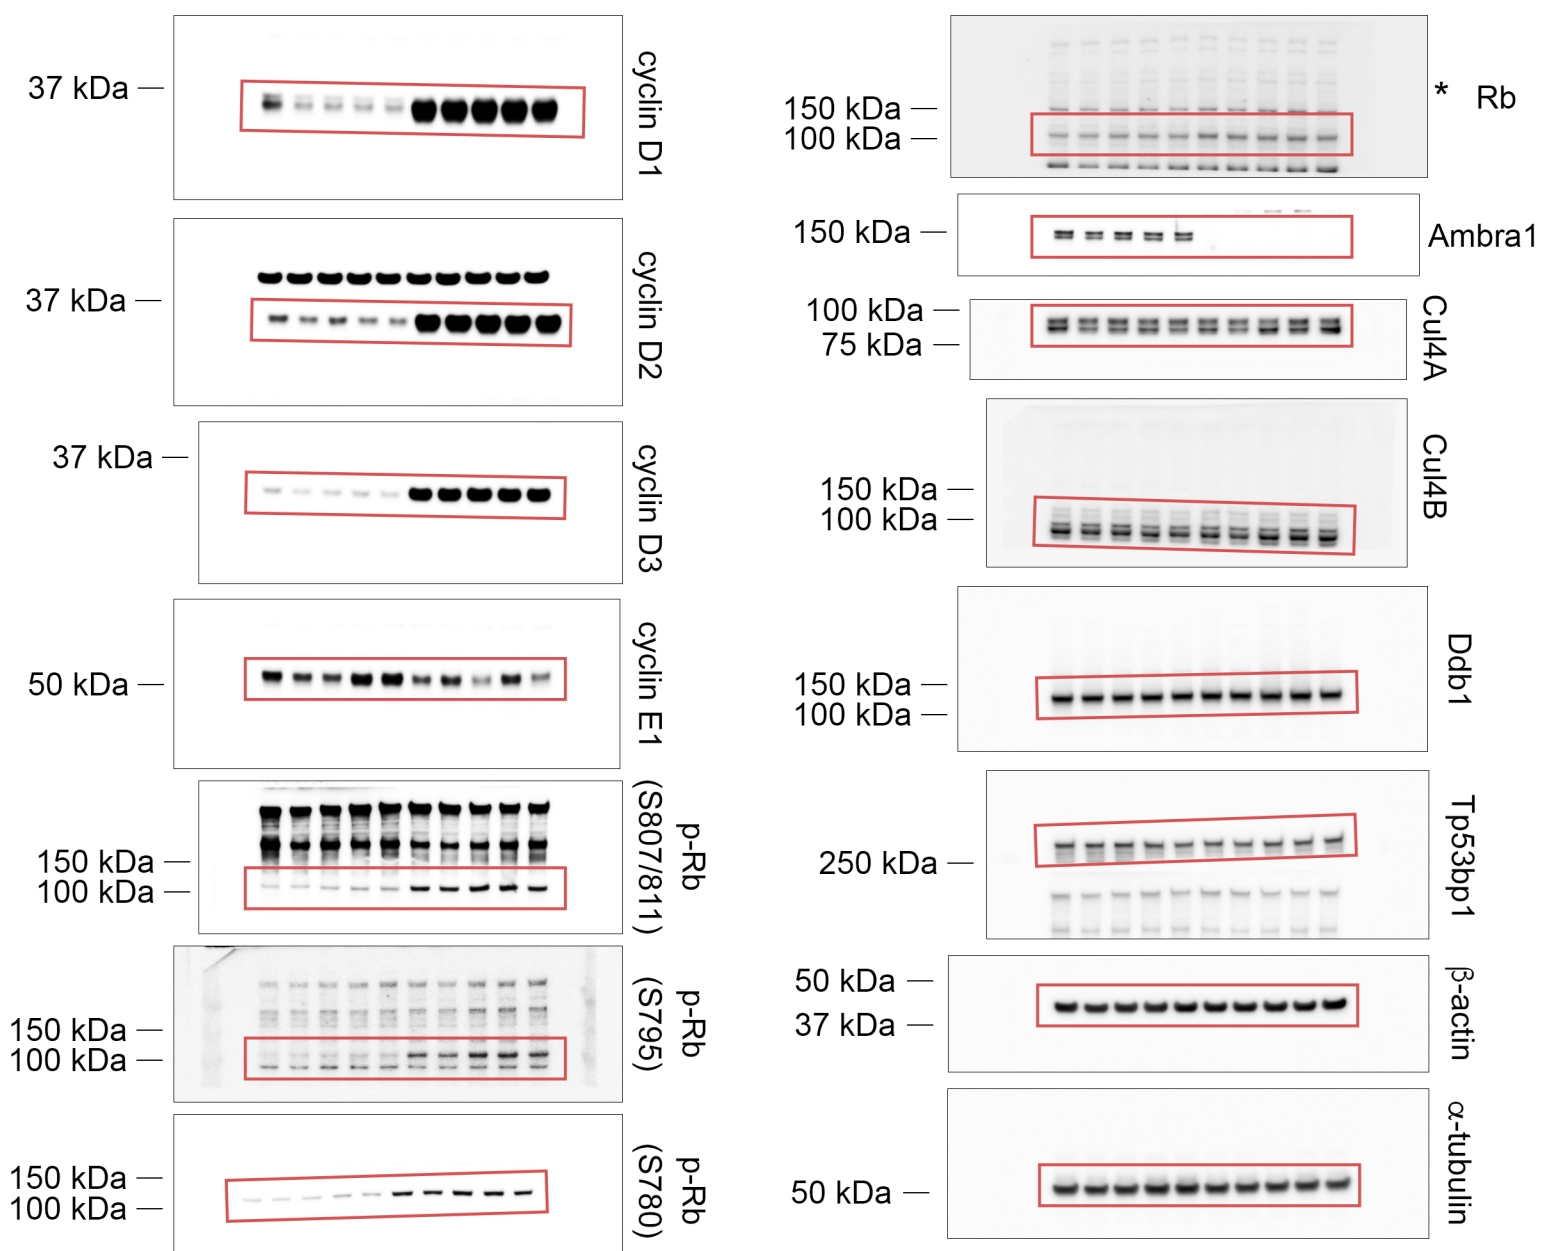 37 kDa
cyclin D1
37 kDa
cyclin D2
37 kDa
cyclin D3
50 kDa
cyclin E1
150 kDa
100 kDa
p-Rb
(S807/811)
150 kDa
100 kDa
p-Rb
(S795)
150 kDa
100 kDa
p-Rb
(S780)
150 kDa
100 kDa
* Rb
150 kDa
Ambra1
100 kDa
75 kDa
Cul4A
150 kDa
100 kDa
Cul4B
150 kDa
100 kDa
Ddb1
250 kDa
Tp53bp1
50 kDa
37 kDa
β-actin
50 kDa
α-tubulin